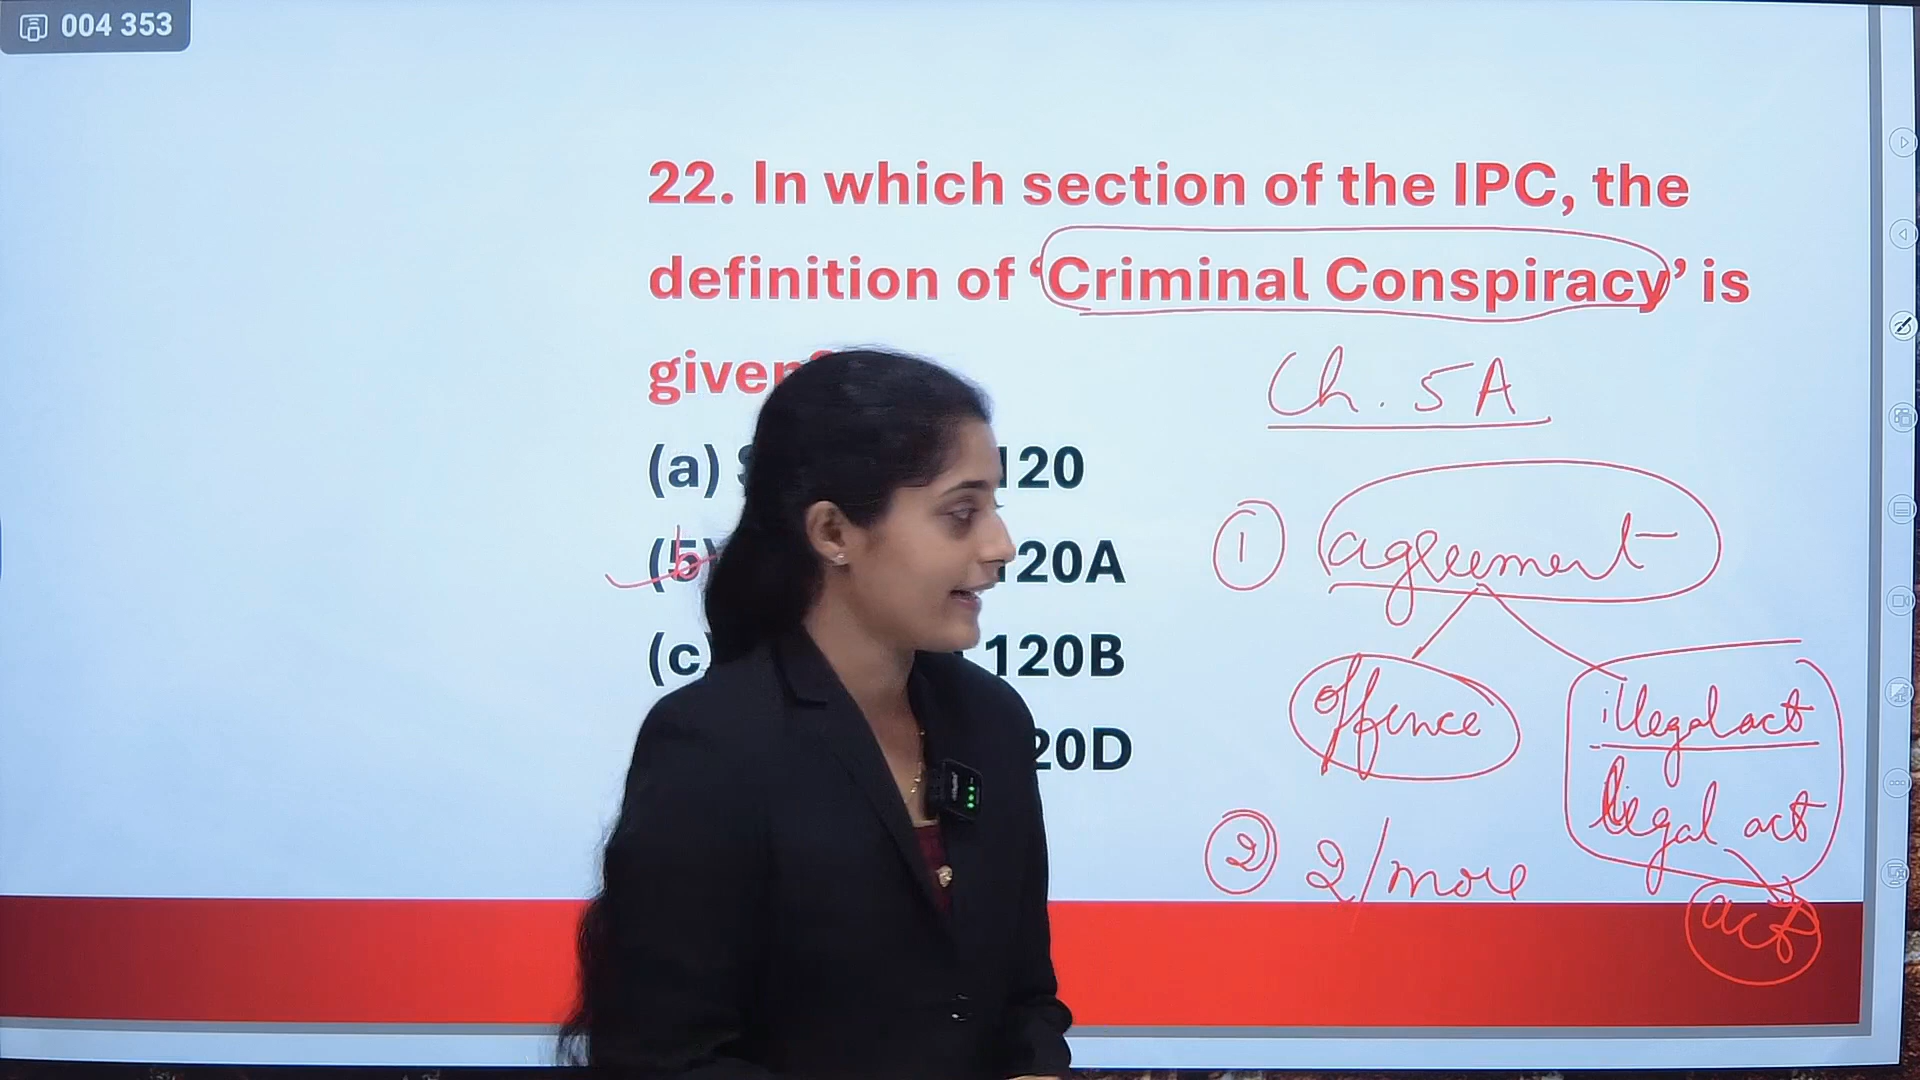 004 353
22. In which section of the IPC, the
definition of ‘Criminal Conspiracy’ is
given
Ch. 5A
(a) 120
(b) 120A
(c) 120B
20D
① agreement
offence
illegal act
legal act
act
② 2/more